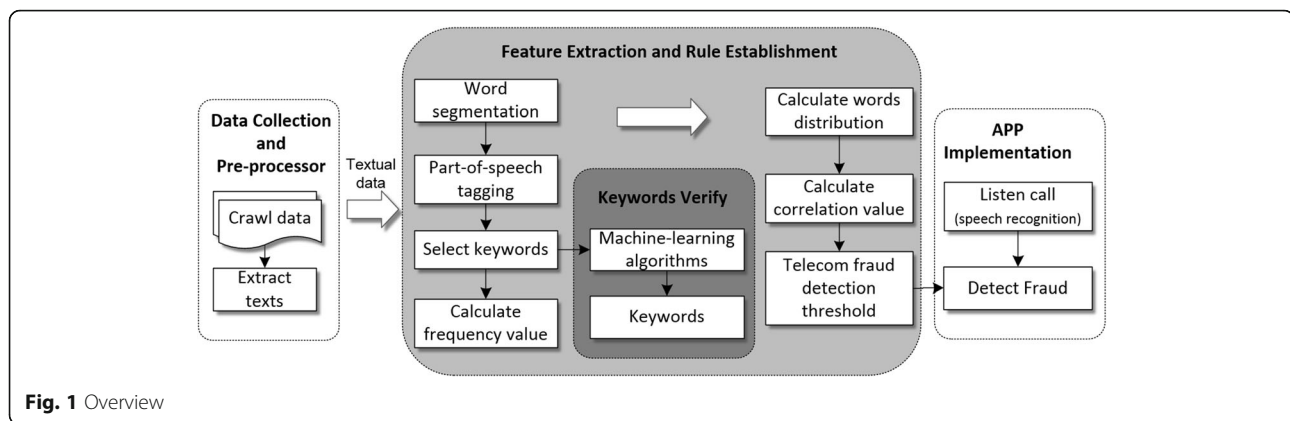 Data Collection
and
Pre-processor
Crawl data
Extract
texts
Textual
data
Feature Extraction and Rule Establishment
Word
segmentation
Part-of-speech
tagging
Select keywords
Calculate
frequency value
Keywords Verify
Machine-learning
algorithms
Keywords
Calculate words
distribution
Calculate
correlation value
Telecom fraud
detection
threshold
APP
Implementation
Listen call
(speech recognition)
Detect Fraud
Fig. 1 Overview